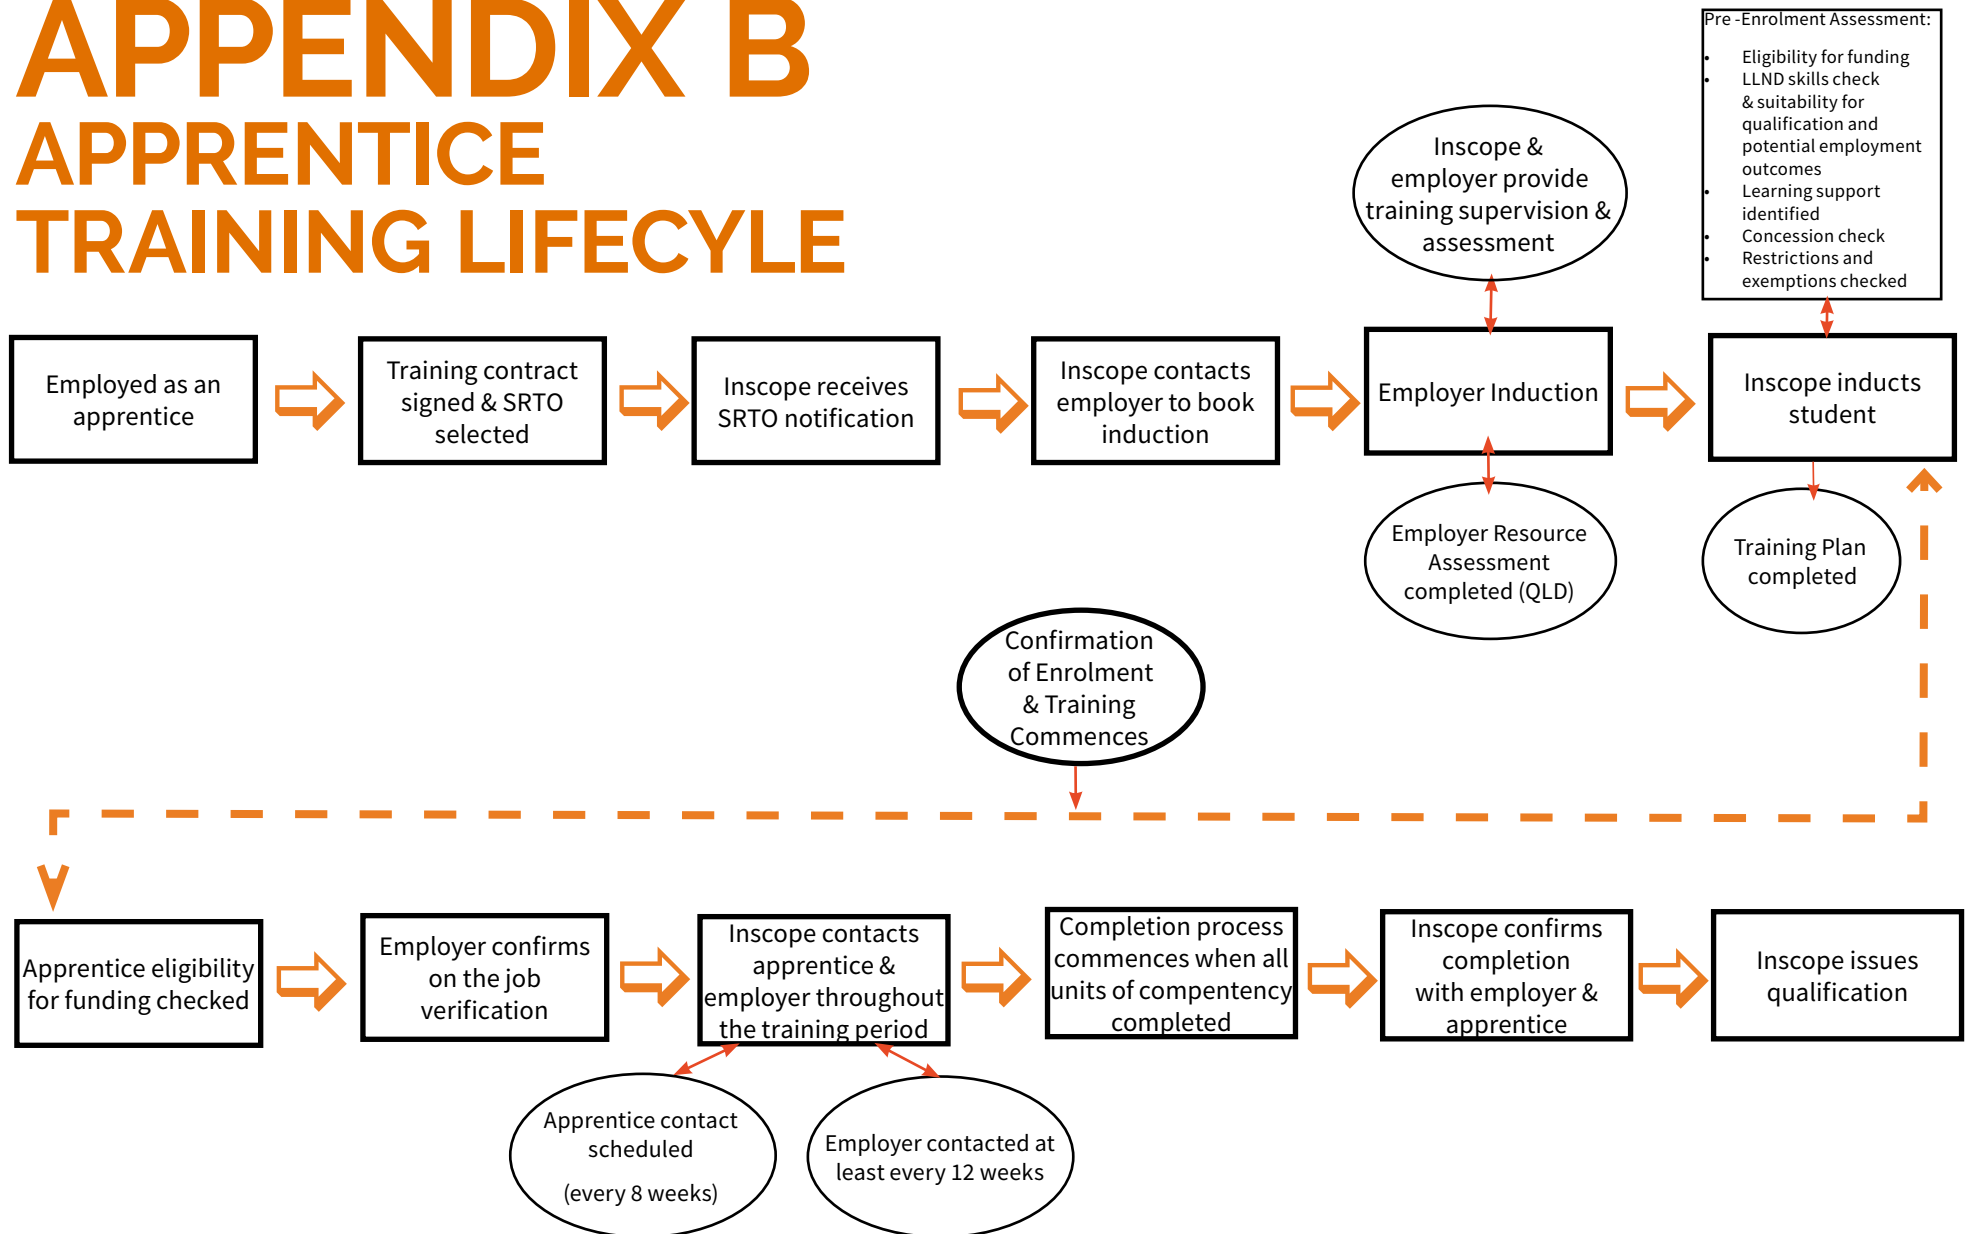 APPENDIX B
APPRENTICE
TRAINING LIFECYLE
Pre -Enrolment Assessment:
• Eligibility for funding
• LLND skills check
& suitability for
qualification and
potential employment
outcomes
• Learning support
identified
• Concession check
• Restrictions and
exemptions checked
Inscope &
employer provide
training supervision &
assessment
Employed as an
apprentice
Training contract
signed & SRTO
selected
Inscope receives
SRTO notification
Inscope contacts
employer to book
induction
Employer Induction
Inscope inducts
student
Employer Resource
Assessment
completed (QLD)
Training Plan
completed
Confirmation
of Enrolment
& Training
Commences
Apprentice eligibility
for funding checked
Employer confirms
on the job
verification
Inscope contacts
apprentice &
employer throughout
the training period
Completion process
commences when all
units of compentency
completed
Inscope confirms
completion
with employer &
apprentice
Inscope issues
qualification
Apprentice contact
scheduled
(every 8 weeks)
Employer contacted at
least every 12 weeks